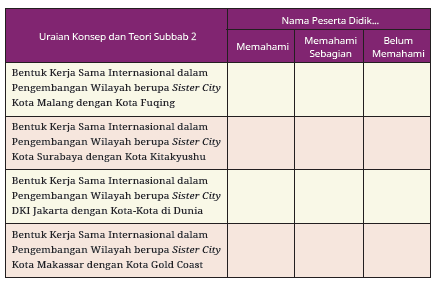 Uraian Konsep dan Teori Subbab 2
Nama Peserta Didik...
Memahami
Memahami
Sebagian
Belum
Memahami
Bentuk Kerja Sama Internasional dalam
Pengembangan Wilayah berupa Sister City
Kota Malang dengan Kota Fuqing
Bentuk Kerja Sama Internasional dalam
Pengembangan Wilayah berupa Sister City
Kota Surabaya dengan Kota Kitakyushu
Bentuk Kerja Sama Internasional dalam
Pengembangan Wilayah berupa Sister City
DKI Jakarta dengan Kota-Kota di Dunia
Bentuk Kerja Sama Internasional dalam
Pengembangan Wilayah berupa Sister City
Kota Makassar dengan Kota Gold Coast